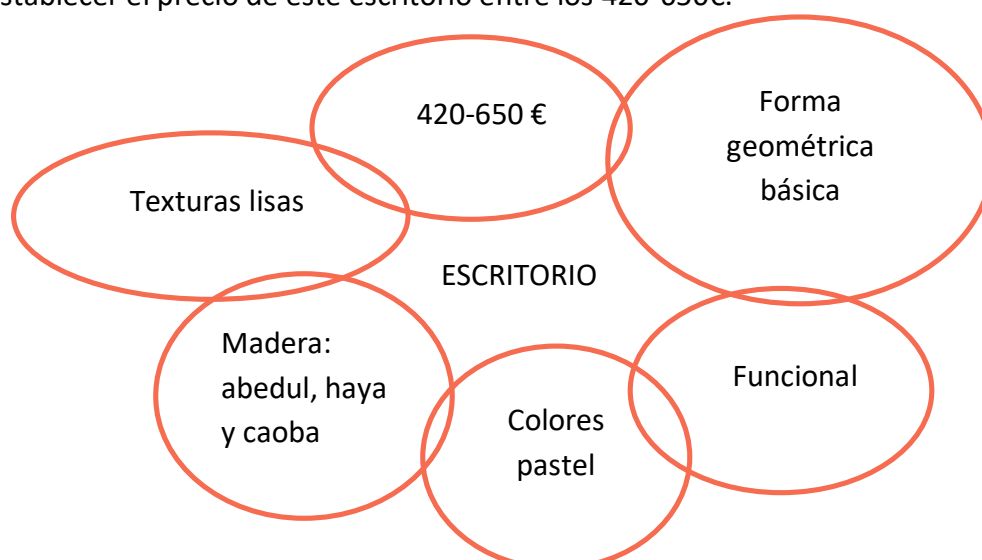 establecer el precio de este escritorio entre los 420-650€.
420-650 €
Forma
geométrica
básica
Texturas lisas
ESCRITORIO
Madera:
abedul, haya
y caoba
Funcional
Colores
pastel